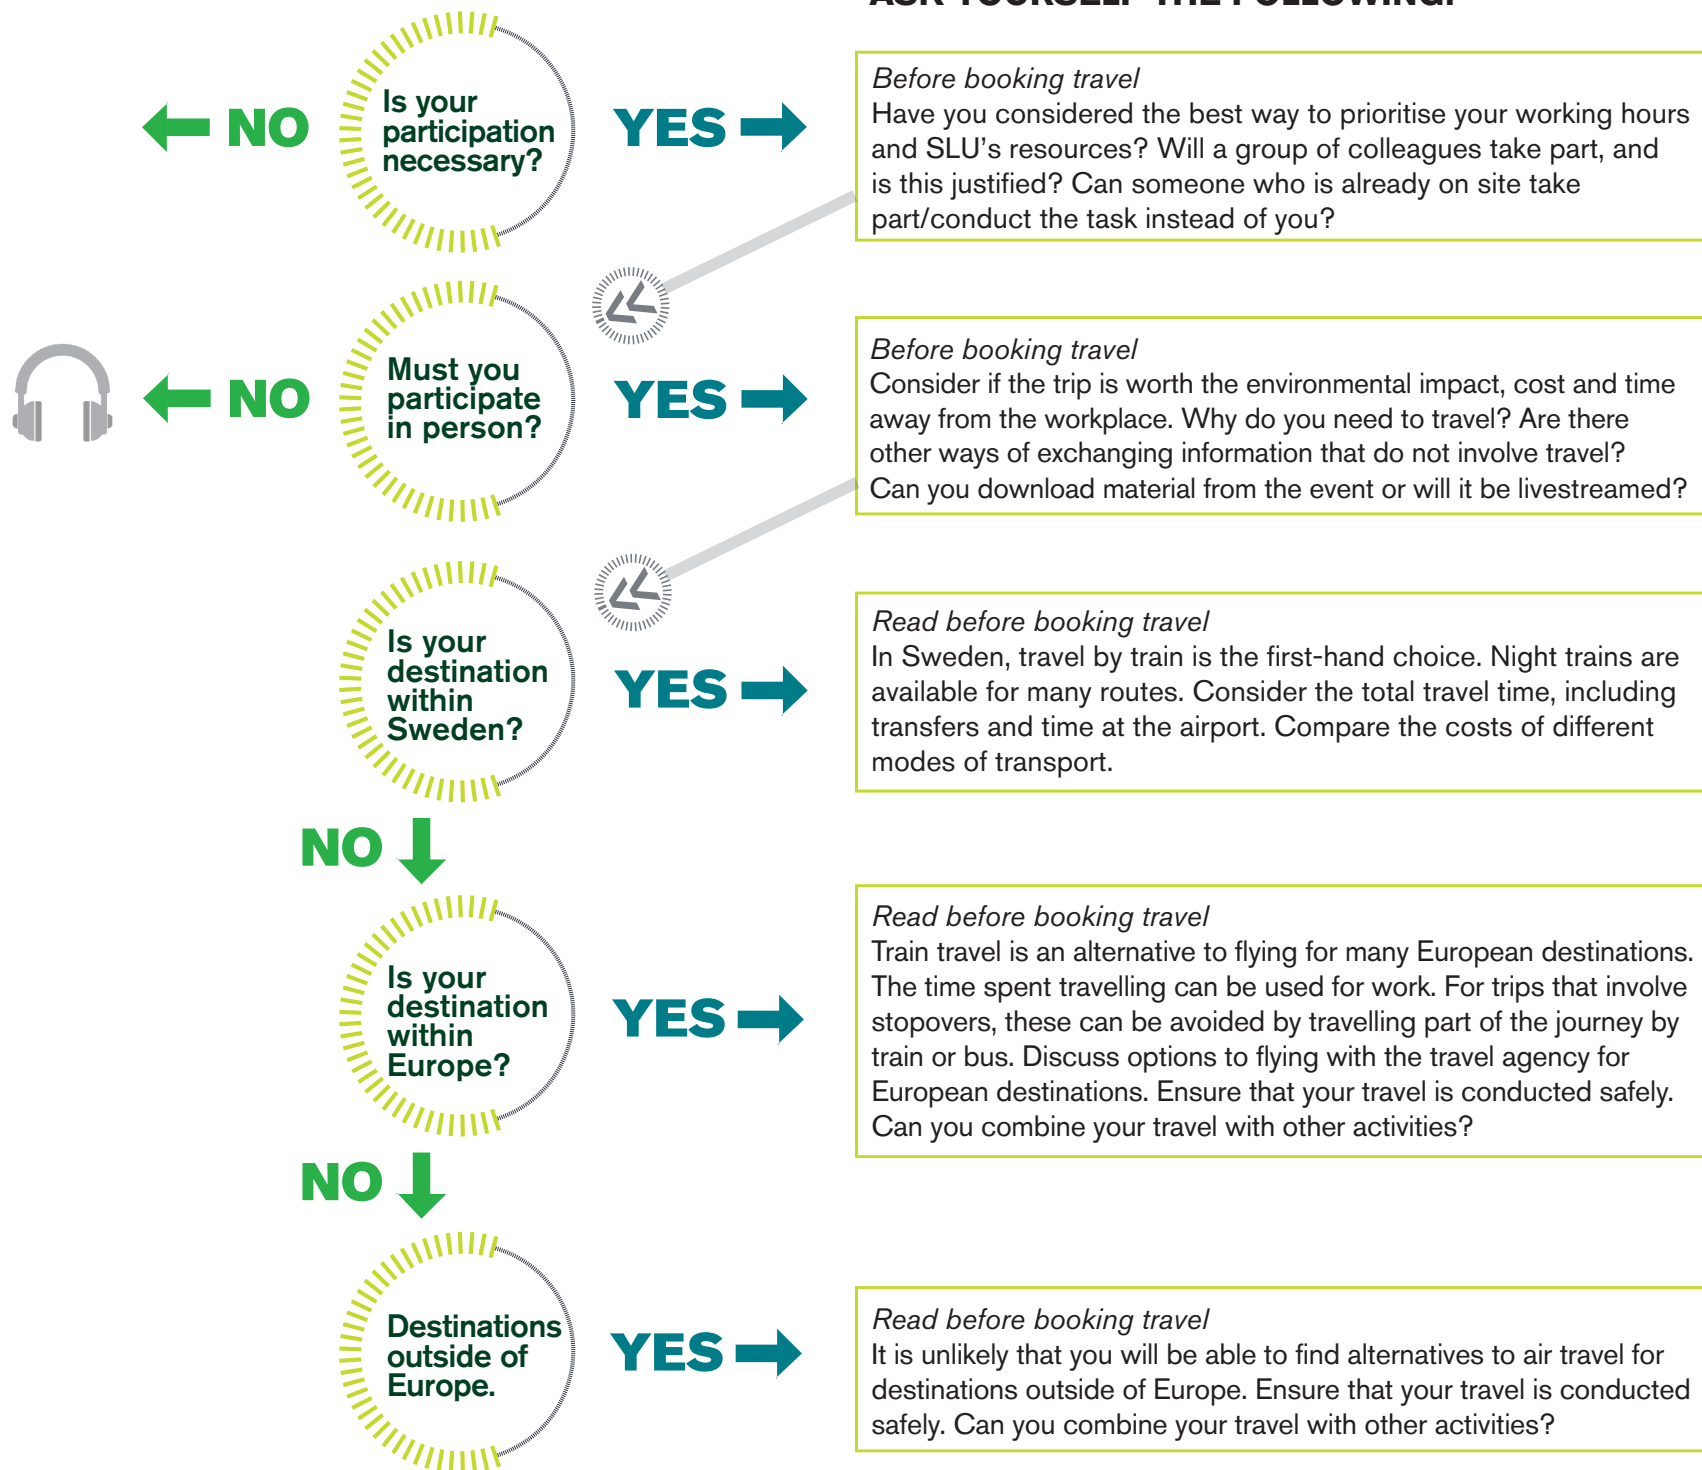 ASK YOURSELF THE FOLLOWING:
NO
Is your
participation
necessary?
YES
Before booking travel
Have you considered the best way to prioritise your working hours
and SLU's resources? Will a group of colleagues take part, and
is this justified? Can someone who is already on site take
part/conduct the task instead of you?
NO
Must you
participate
in person?
YES
Before booking travel
Consider if the trip is worth the environmental impact, cost and time
away from the workplace. Why do you need to travel? Are there
other ways of exchanging information that do not involve travel?
Can you download material from the event or will it be livestreamed?
Is your
destination
within
Sweden?
YES
Read before booking travel
In Sweden, travel by train is the first-hand choice. Night trains are
available for many routes. Consider the total travel time, including
transfers and time at the airport. Compare the costs of different
modes of transport.
NO
Is your
destination
within
Europe?
YES
Read before booking travel
Train travel is an alternative to flying for many European destinations.
The time spent travelling can be used for work. For trips that involve
stopovers, these can be avoided by travelling part of the journey by
train or bus. Discuss options to flying with the travel agency for
European destinations. Ensure that your travel is conducted safely.
Can you combine your travel with other activities?
NO
Destinations
outside of
Europe.
YES
Read before booking travel
It is unlikely that you will be able to find alternatives to air travel for
destinations outside of Europe. Ensure that your travel is conducted
safely. Can you combine your travel with other activities?